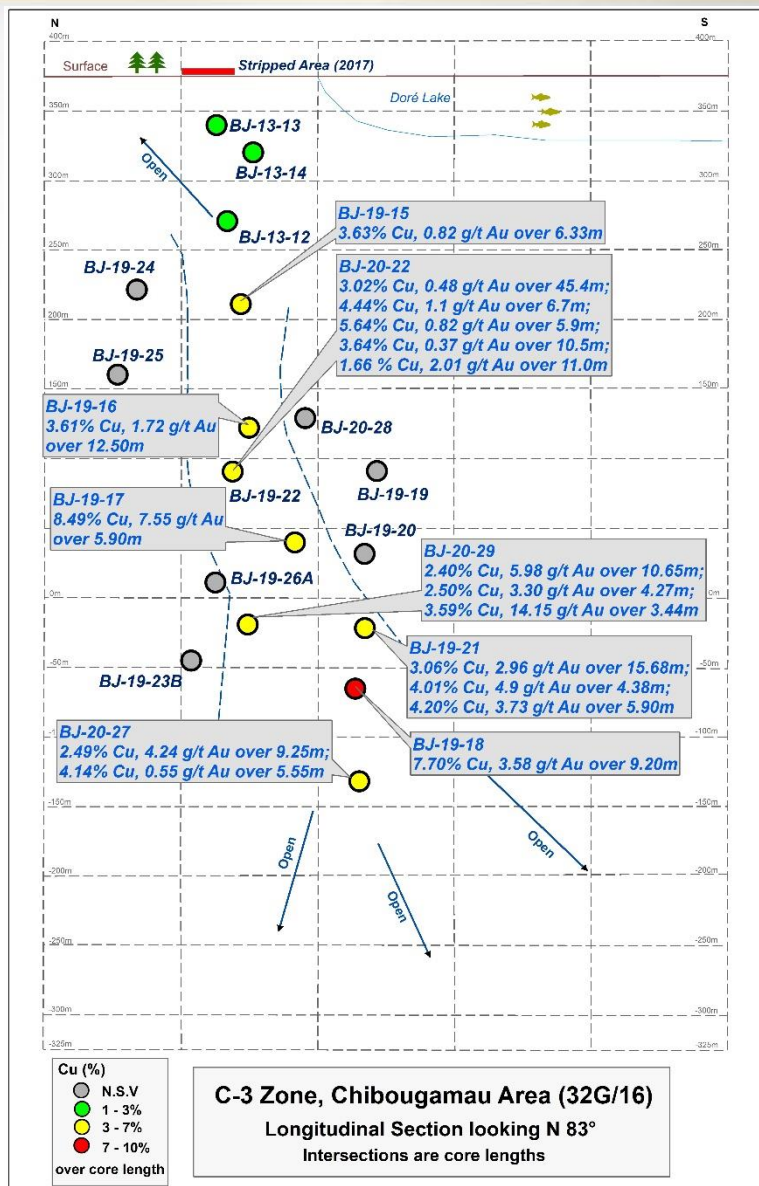 N
S
400m
400m
Surface
Stripped Area (2017)
Doré Lake
350m
350m
BJ-13-13
BJ-13-14
Open
300m
300m
BJ-13-12
BJ-19-15
3.63% Cu, 0.82 g/t Au over 6.33m
250m
250m
BJ-19-24
BJ-20-22
3.02% Cu, 0.48 g/t Au over 45.4m;
4.44% Cu, 1.1 g/t Au over 6.7m;
5.64% Cu, 0.82 g/t Au over 5.9m;
3.64% Cu, 0.37 g/t Au over 10.5m;
1.66 % Cu, 2.01 g/t Au over 11.0m
200m
200m
BJ-19-25
150m
150m
BJ-19-16
3.61% Cu, 1.72 g/t Au
over 12.50m
BJ-20-28
BJ-19-22
BJ-19-19
BJ-19-17
8.49% Cu, 7.55 g/t Au
over 5.90m
BJ-19-20
50m
BJ-20-29
2.40% Cu, 5.98 g/t Au over 10.65m;
2.50% Cu, 3.30 g/t Au over 4.27m;
3.59% Cu, 14.15 g/t Au over 3.44m
BJ-19-26A
0m
0m
BJ-19-21
3.06% Cu, 2.96 g/t Au over 15.68m;
4.01% Cu, 4.9 g/t Au over 4.38m;
4.20% Cu, 3.73 g/t Au over 5.90m
-50m
-50m
BJ-19-23B
BJ-20-27
2.49% Cu, 4.24 g/t Au over 9.25m;
4.14% Cu, 0.55 g/t Au over 5.55m
BJ-19-18
7.70% Cu, 3.58 g/t Au over 9.20m
-100m
-150m
-150m
Open
Open
Open
-200m
-200m
-250m
-250m
-300m
-300m
-325m
-325m
Cu (%)
N.S.V
1 - 3%
3 - 7%
7 - 10%
over core length
C-3 Zone, Chibougamau Area (32G/16)
Longitudinal Section looking N 83°
Intersections are core lengths